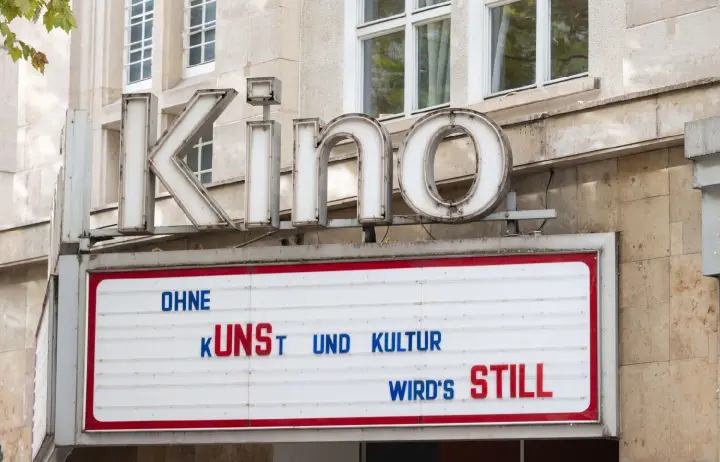 Kino
OHNE
KUNST UND KULTUR
WIRD'S STILL